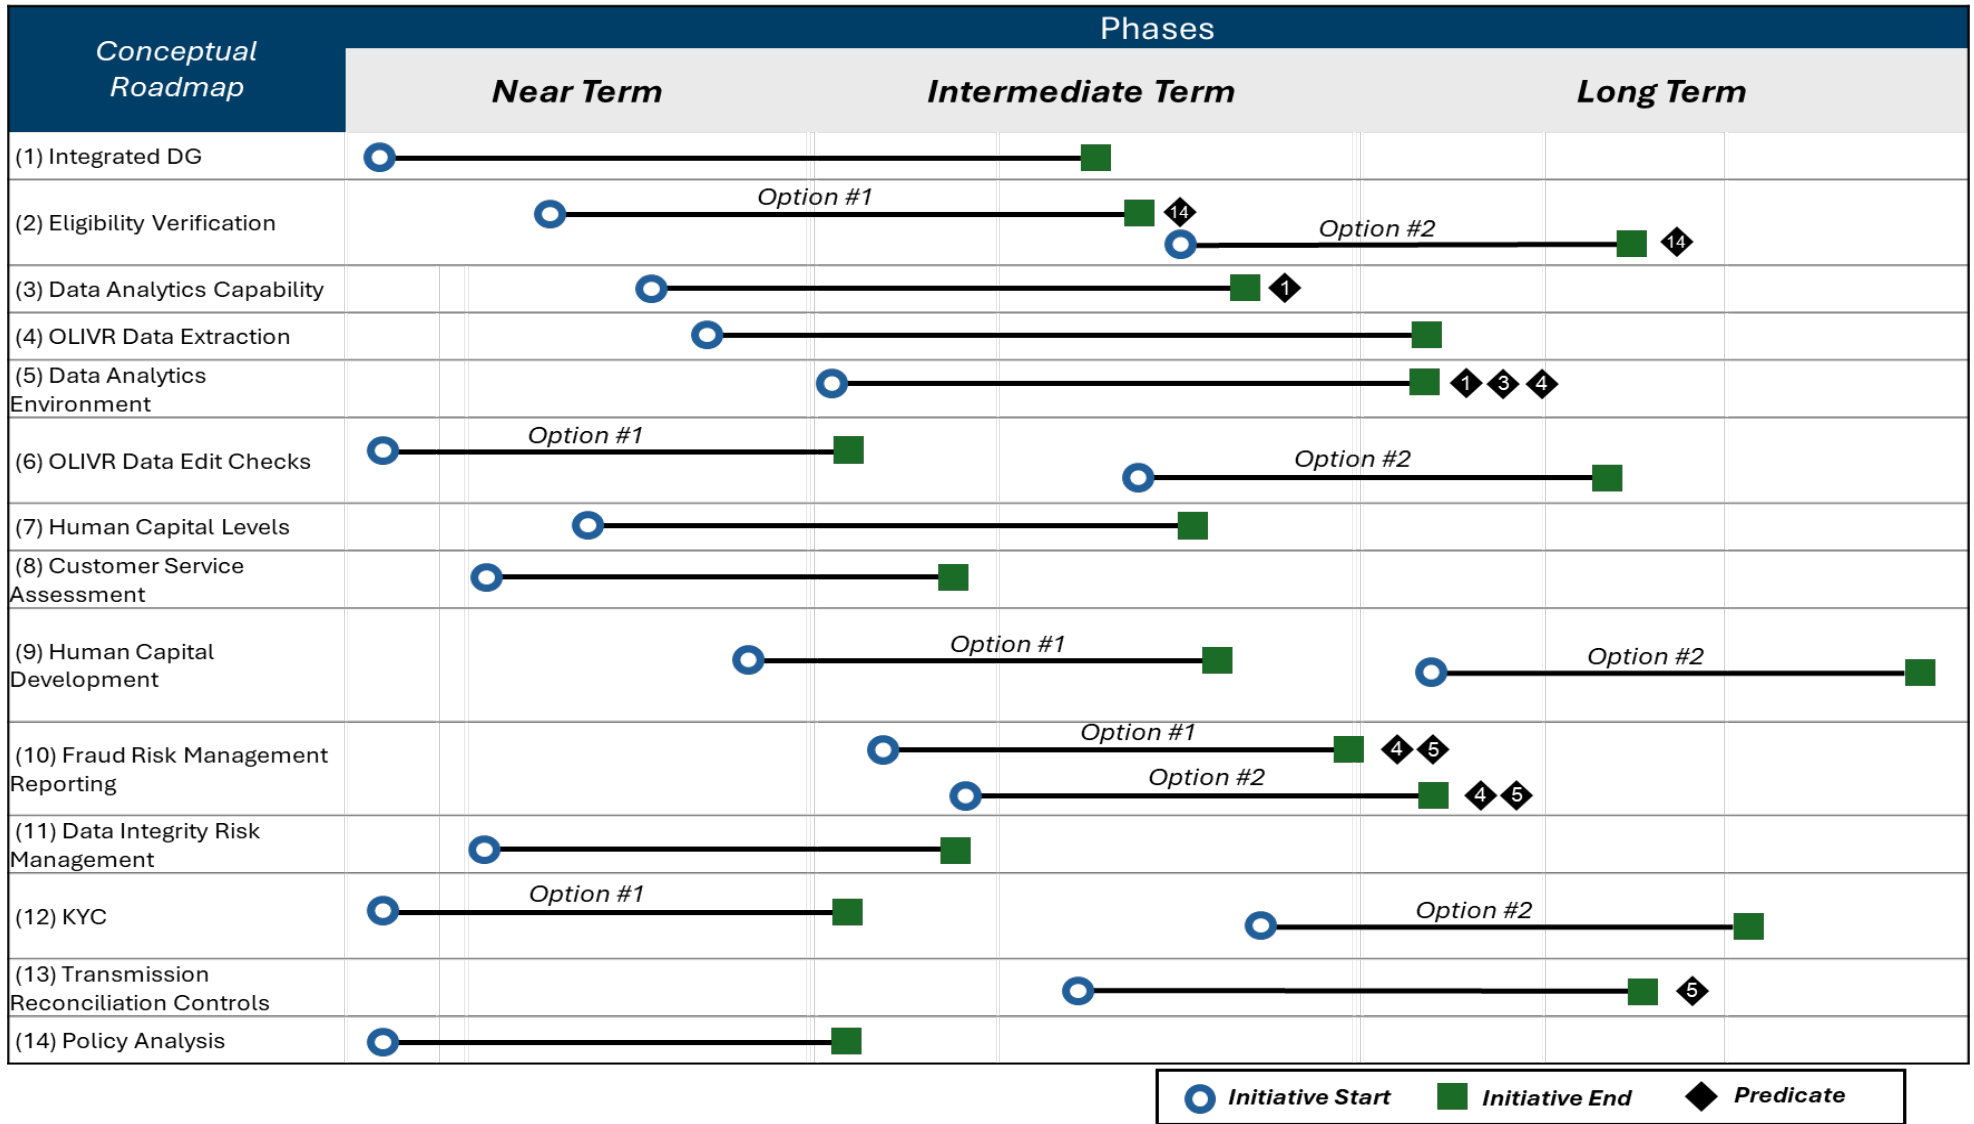 Conceptual
Roadmap
Phases
Near Term
Intermediate Term
Long Term
(1) Integrated DG
(2) Eligibility Verification
Option #1
14
Option #2
14
(3) Data Analytics Capability
1
(4) OLIVR Data Extraction
(5) Data Analytics
Environment
1 3 4
(6) OLIVR Data Edit Checks
Option #1
Option #2
(7) Human Capital Levels
(8) Customer Service
Assessment
(9) Human Capital
Development
Option #1
Option #2
(10) Fraud Risk Management
Reporting
Option #1
4 5
Option #2
4 5
(11) Data Integrity Risk
Management
(12) KYC
Option #1
Option #2
(13) Transmission
Reconciliation Controls
5
(14) Policy Analysis
Initiative Start
Initiative End
Predicate